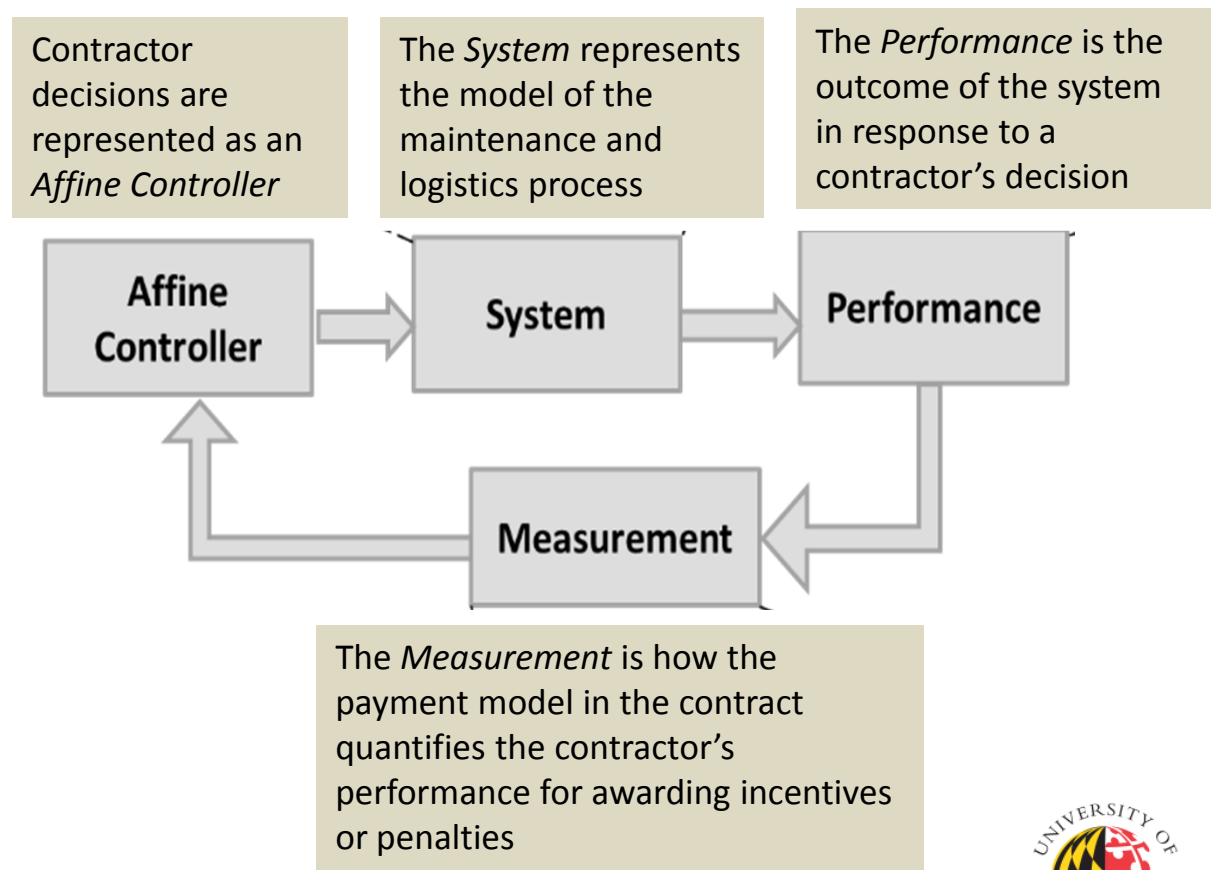 Contractor
decisions are
represented as an
Affine Controller
The System represents
the model of the
maintenance and
logistics process
The Performance is the
outcome of the system
in response to a
contractor's decision
Affine
Controller
System
Performance
Measurement
The Measurement is how the
payment model in the contract
quantifies the contractor's
performance for awarding incentives
or penalties
UNIVERSITY OF